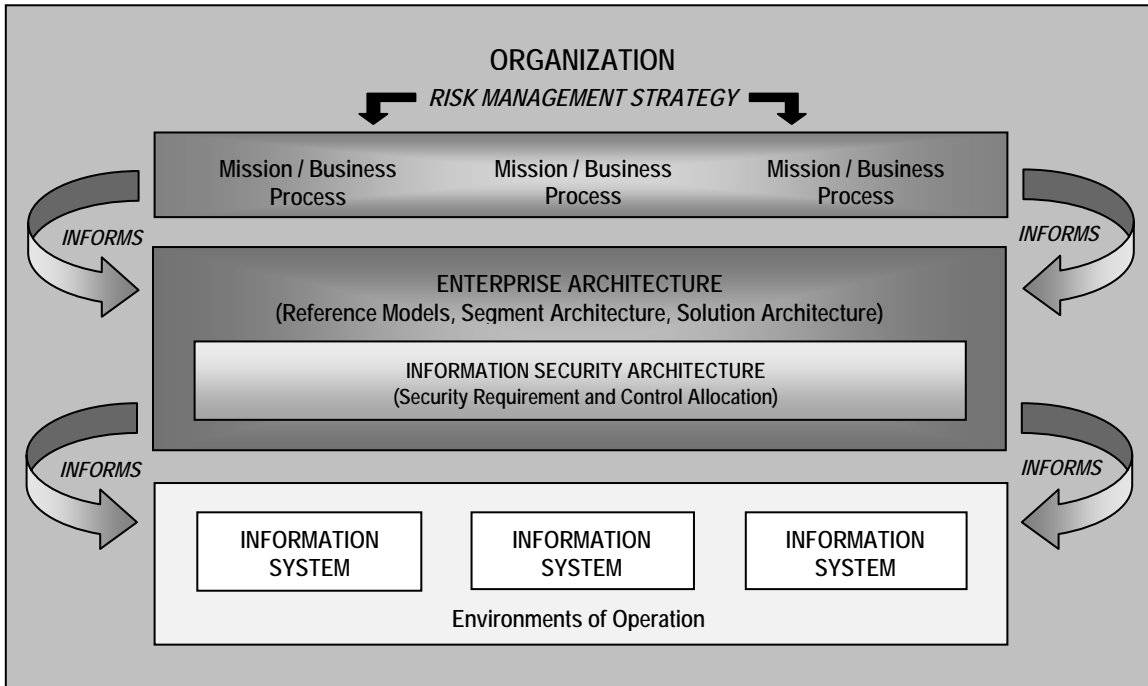 ORGANIZATION
RISK MANAGEMENT STRATEGY
Mission / Business
Process
Mission / Business
Process
Mission / Business
Process
INFORMS
INFORMS
ENTERPRISE ARCHITECTURE
(Reference Models, Segment Architecture, Solution Architecture)
INFORMATION SECURITY ARCHITECTURE
(Security Requirement and Control Allocation)
INFORMS
INFORMS
INFORMATION
SYSTEM
INFORMATION
SYSTEM
INFORMATION
SYSTEM
Environments of Operation